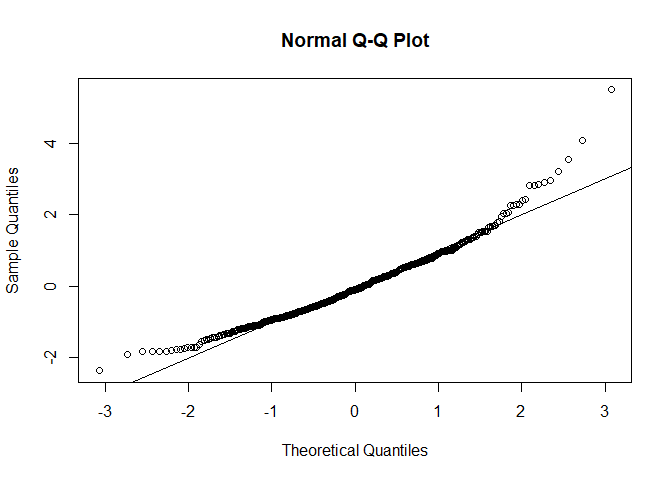 Normal Q-Q Plot
Sample Quantiles
4
2
0
-2
-3 -2 -1 0 1 2 3
Theoretical Quantiles